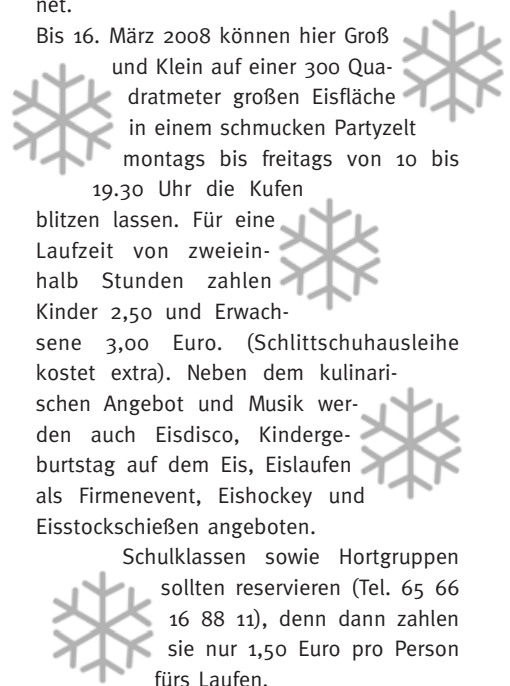 net.
Bis 16. März 2008 können hier Groß
und Klein auf einer 300 Qua-
dratmeter großen Eisfläche
in einem schmucken Partyzelt
montags bis freitags von 10 bis
19.30 Uhr die Kufen
blitzen lassen. Für eine
Laufzeit von zweiein-
halb Stunden zahlen
Kinder 2,50 und Erwach-
sene 3,00 Euro. (Schlittschuhausleihe
kostet extra). Neben dem kulinari-
schen Angebot und Musik wer-
den auch Eisdisco, Kinderge-
burtstag auf dem Eis, Eislaufen
als Firmenevent, Eishockey und
Eisstockschießen angeboten.
Schulklassen sowie Hortgruppen
sollten reservieren (Tel. 65 66
16 88 11), denn dann zahlen
sie nur 1,50 Euro pro Person
fürs Laufen.